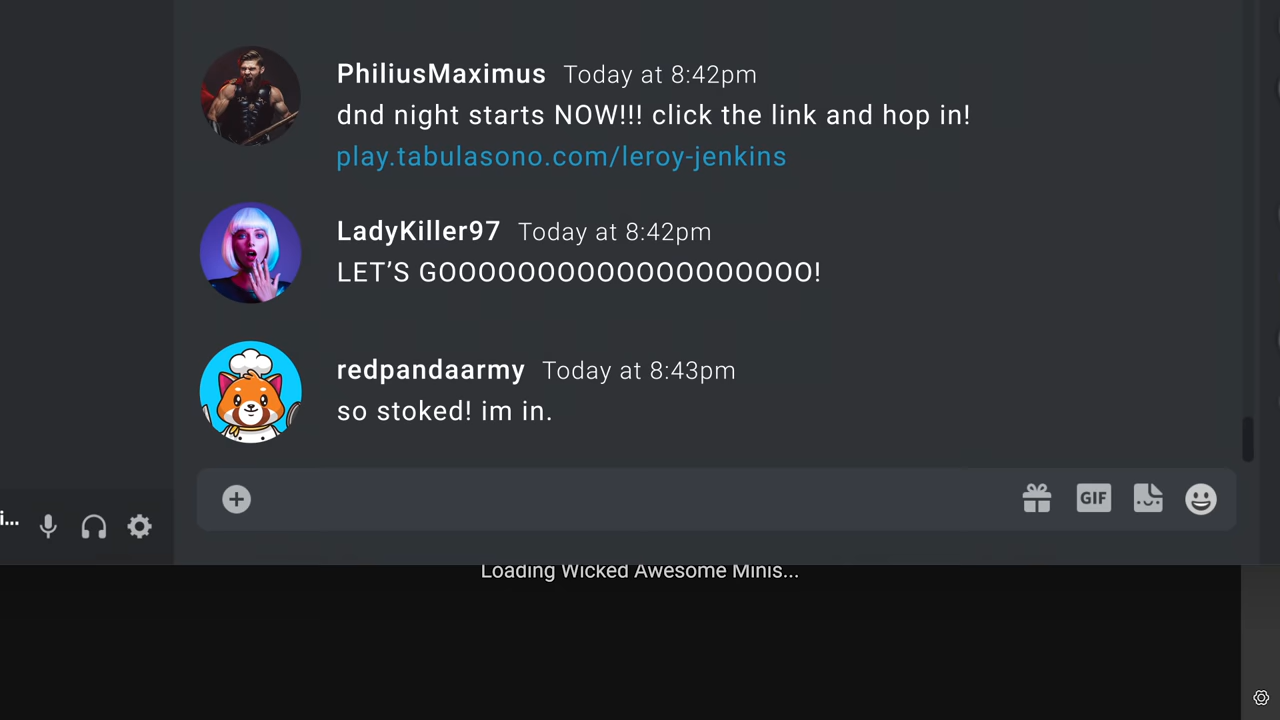 PhiliusMaximus Today at 8:42pm
dnd night starts NOW!!! click the link and hop in!
play.tabulasono.com/leroy-jenkins
LadyKiller97 Today at 8:42pm
LET’S GOOOOOOOOOOOOOOOOOOO!
redpandaarmy Today at 8:43pm
so stoked! im in.
GIF
i...
Loading Wicked Awesome Minis...